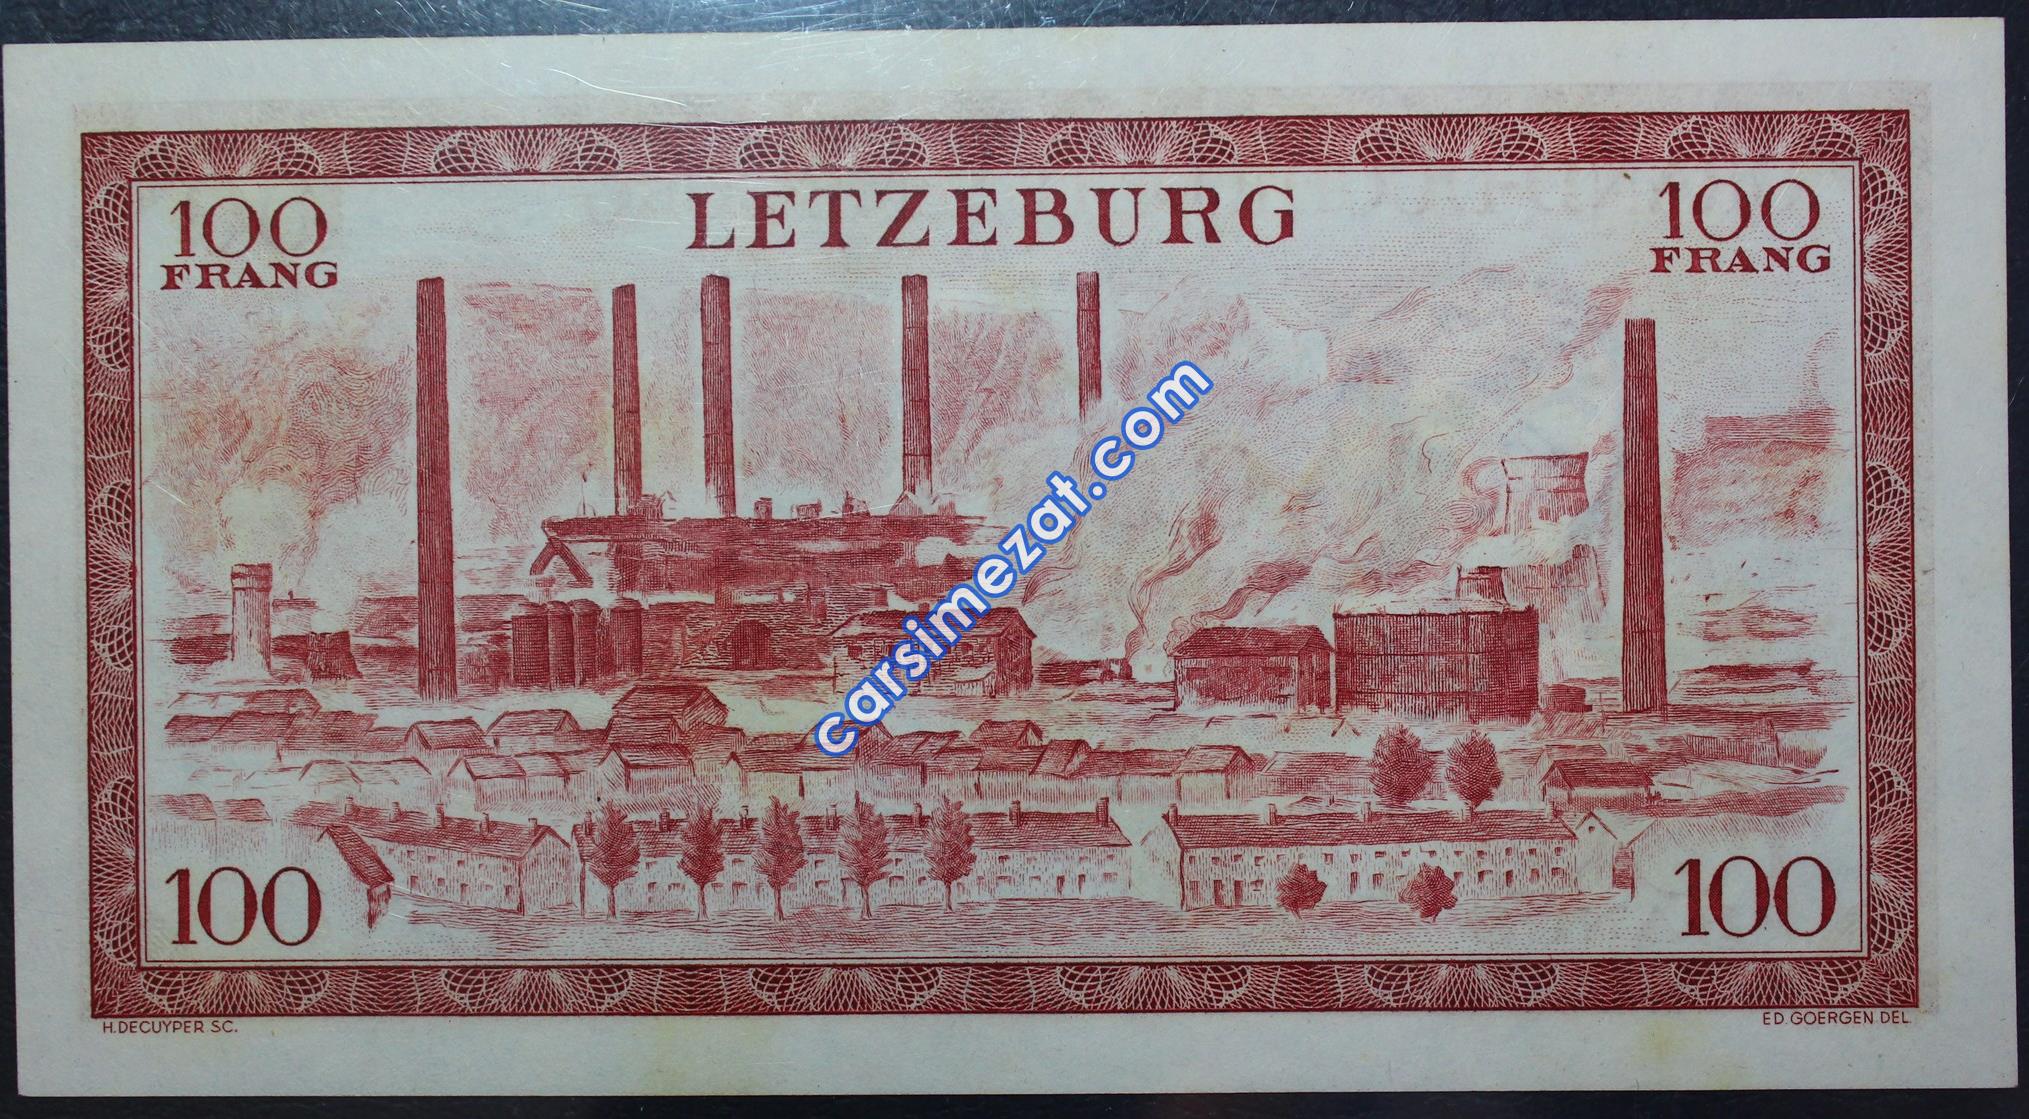 LETZEBURG
100
FRANG
100
FRANG
carsimezat.com
100
100
H.DECUYPER SC.
ED.GOERGEN DEL.